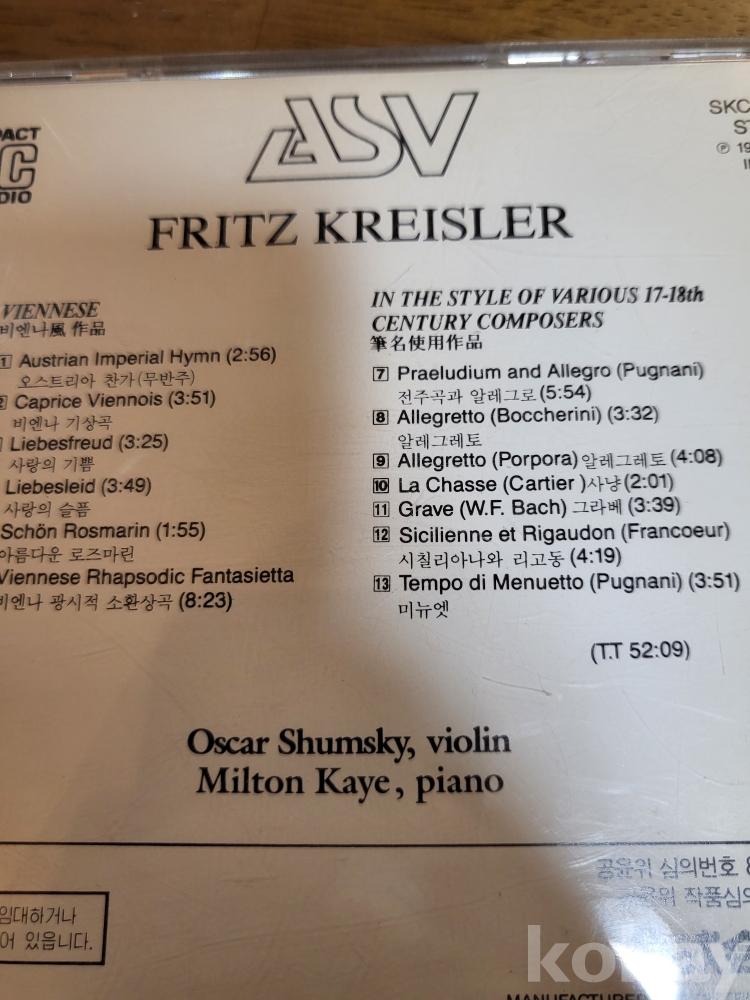 ASV
FRITZ KREISLER
VIENNESE
비엔나風 作品
1 Austrian Imperial Hymn (2:56)
오스트리아 찬가(무반주)
2 Caprice Viennois (3:51)
비엔나 기상곡
Liebesfreud (3:25)
사랑의 기쁨
Liebesleid (3:49)
사랑의 슬픔
Schön Rosmarin (1:55)
아름다운 로즈마린
Viennese Rhapsodic Fantasietta
비엔나 광시적 소환상곡 (8:23)
IN THE STYLE OF VARIOUS 17-18th
CENTURY COMPOSERS
筆名使用作品
7 Praeludium and Allegro (Pugnani)
전주곡과 알레그로 (5:54)
8 Allegretto (Boccherini) (3:32)
알레그레토
9 Allegretto (Porpora) 알레그레토 (4:08)
10 La Chasse (Cartier ) 사냥 (2:01)
11 Grave (W.F. Bach) 그라베 (3:39)
12 Sicilienne et Rigaudon (Francoeur)
시칠리아나와 리고동 (4:19)
13 Tempo di Menuetto (Pugnani) (3:51)
미뉴엣
(T.T 52:09)
Oscar Shumsky, violin
Milton Kaye, piano
공윤위 심의번호
임대하거나
있읍니다.